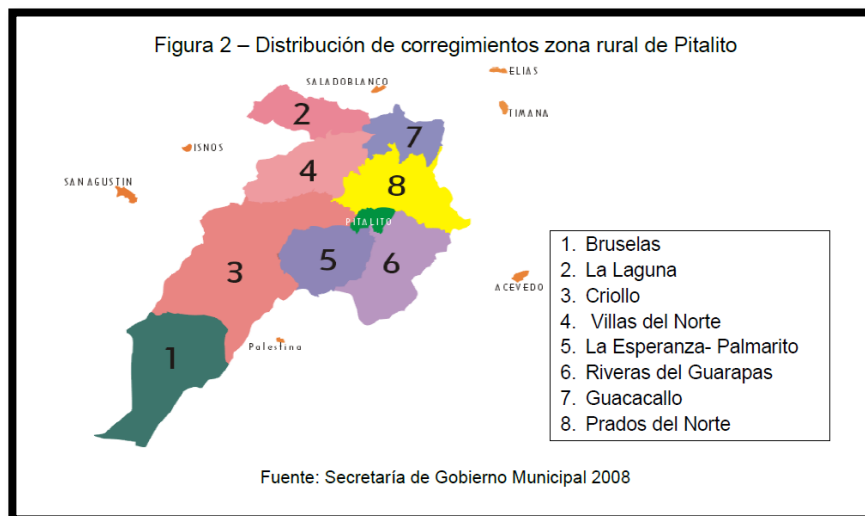 Figura 2 – Distribución de corregimientos zona rural de Pitalito
ELIAS
SALADOBLANCO
TIMANA
2
7
ISNOS
4
SAN AGUSTIN
8
PITALITO
5
6
3
ACEVEDO
Palestina
1
1. Bruselas
2. La Laguna
3. Criollo
4. Villas del Norte
5. La Esperanza- Palmarito
6. Riveras del Guarapas
7. Guacacallo
8. Prados del Norte
Fuente: Secretaría de Gobierno Municipal 2008